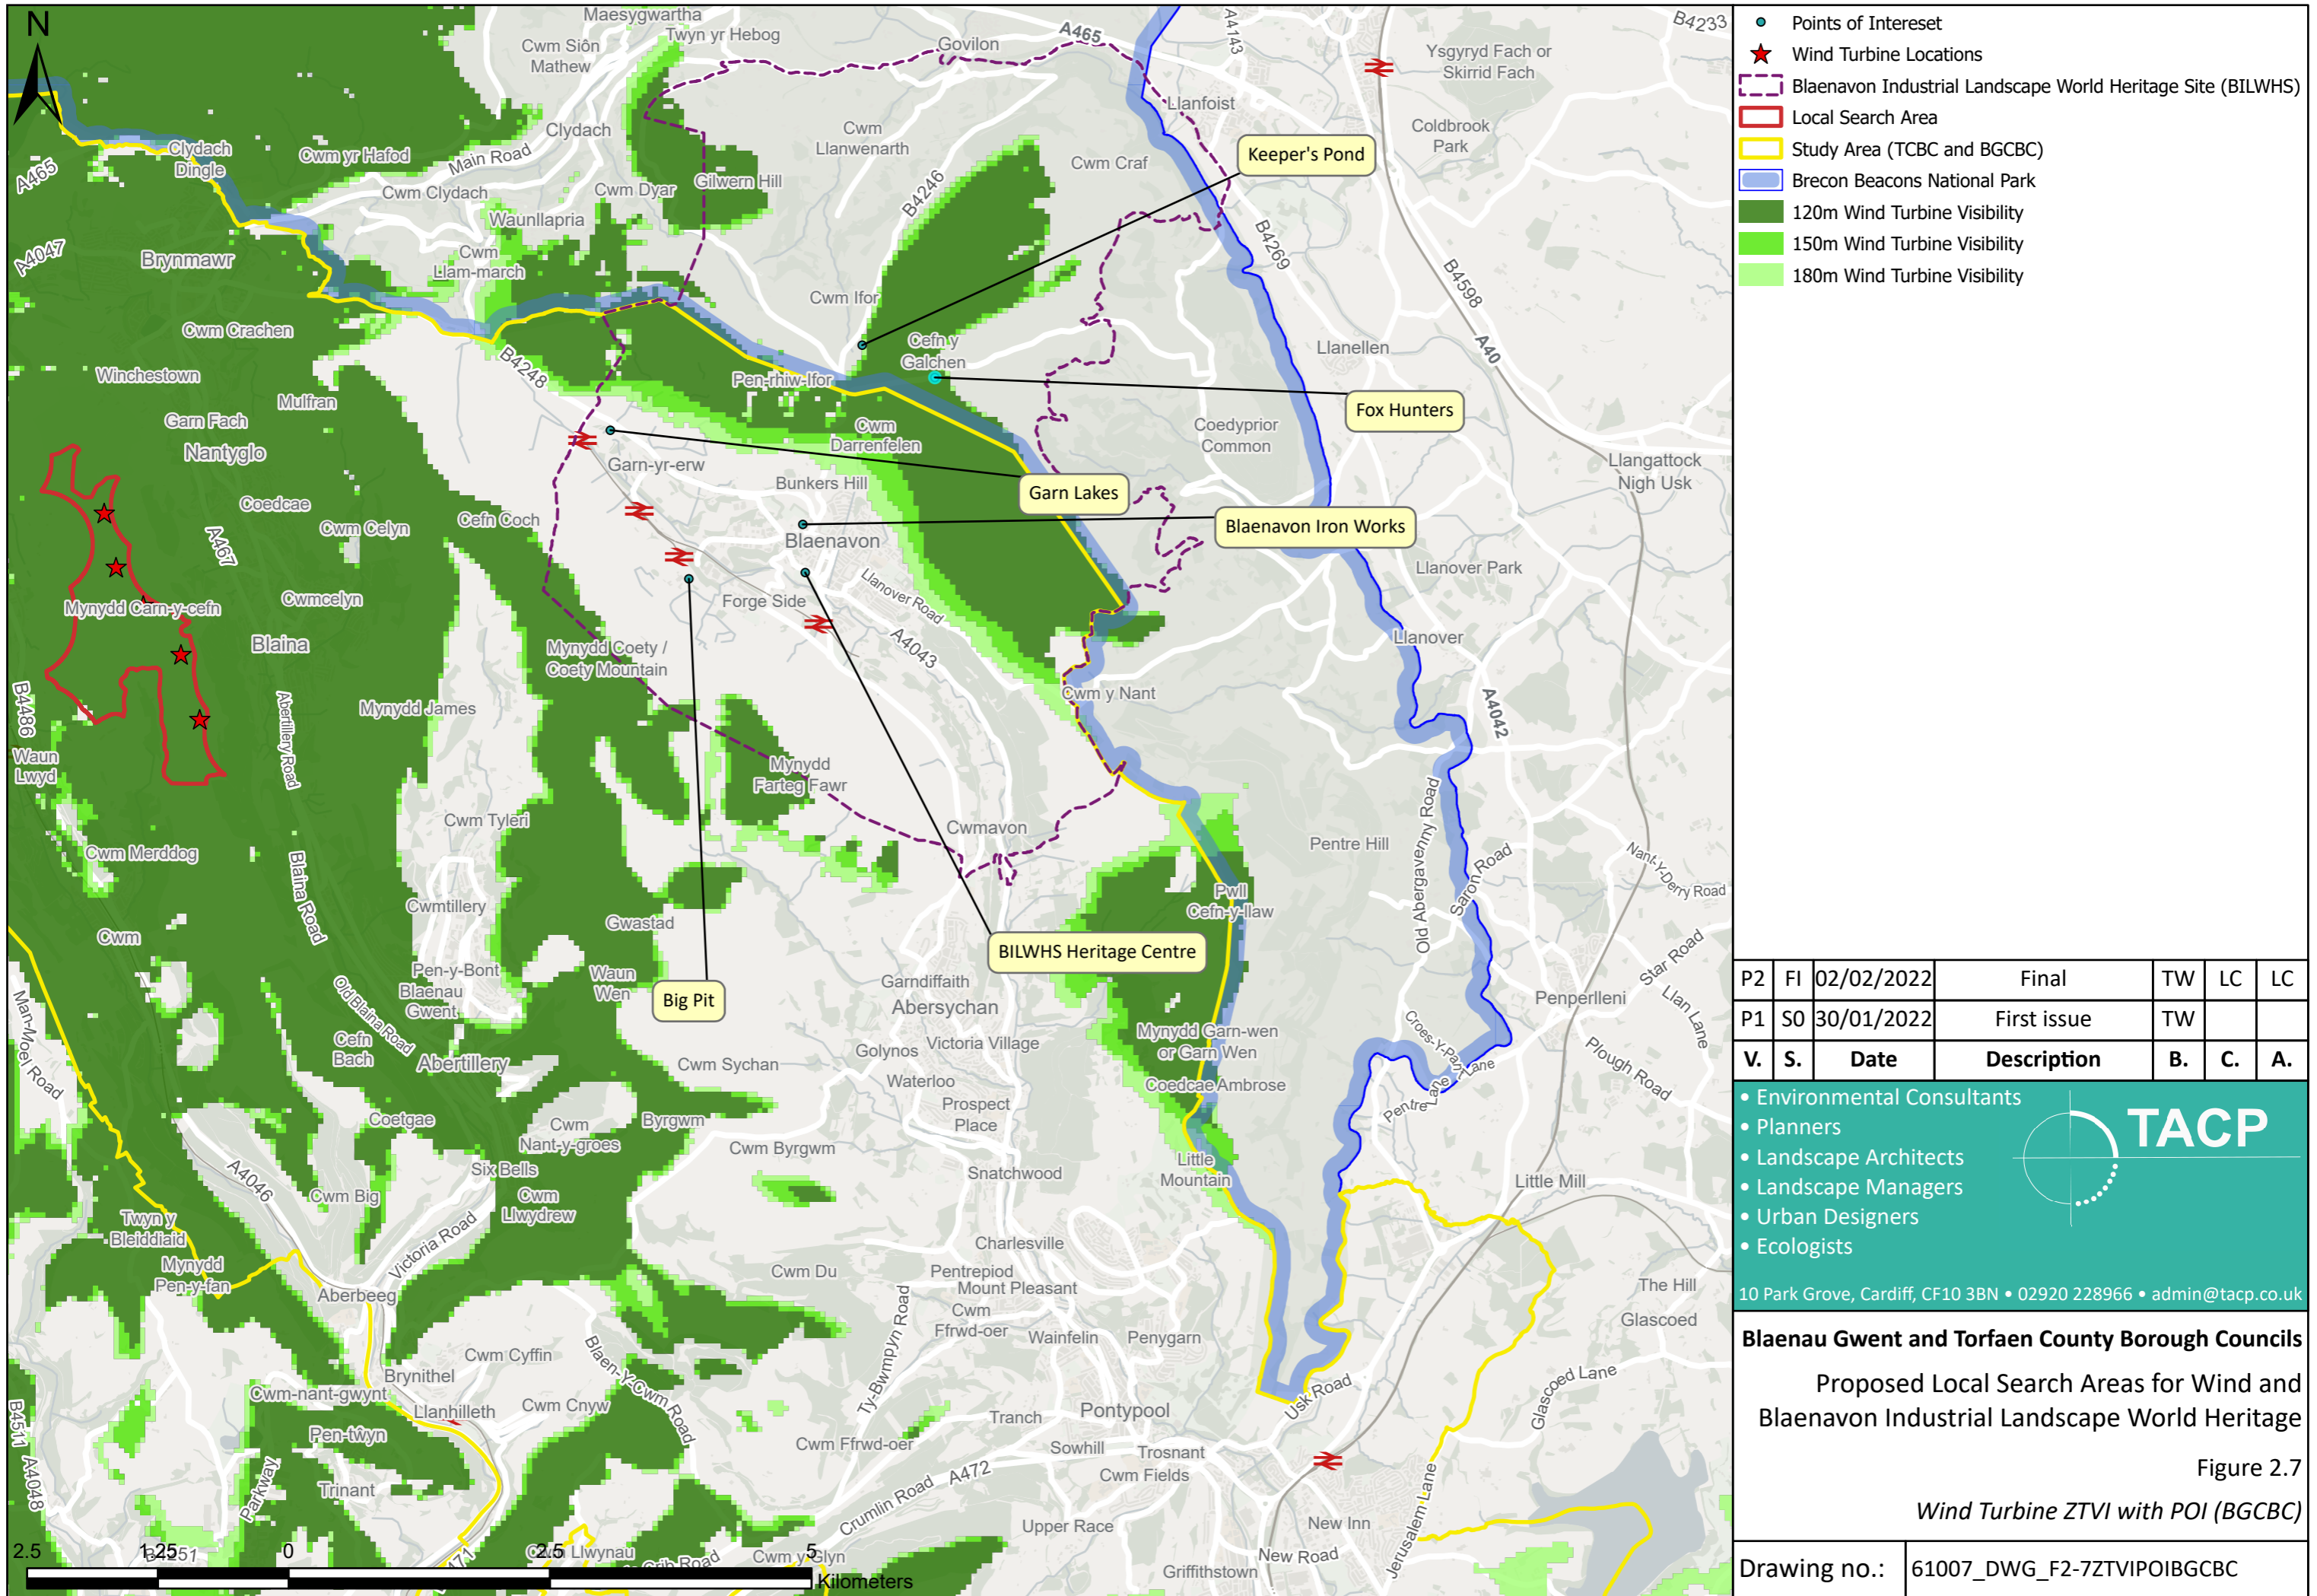 N
Maesygwartha
Twyn yr Hebog
Cwm Siôn
Mathew
Govilon
A465
A4143
B4233
Ysgyryd Fach or
Skirrid Fach
Clydach
Cwm
Llanwenarth
Llanfoist
Coldbrook
Park
Clydach
Dingle
Cwm yr Hafod
Main Road
Cwm Clydach
Cwm Dyar
Gilwern Hill
B4246
Cwm Craf
Keeper's Pond
A465
Waunllapria
A4047
Brynmawr
Cwm
Llam-march
B4269
B4598
Cwm Ifor
Cwm Crachen
Cefn y
Galchen
Llanellen
A40
B4248
Winchestown
Pen-rhiw-Ifor
Mulfran
Fox Hunters
Garn Fach
Nantyglo
Cwm
Darrenfelen
Coedyprior
Common
Garn-yr-erw
Llangattock
Nigh Usk
Bunkers Hill
Garn Lakes
Coedcae
Cwm Celyn
Cefn Coch
A467
Blaenavon Iron Works
Blaenavon
Llanover Park
Cwmcelyn
Mynydd Carn-y-cefn
Forge Side
Llanover Road
Blaina
Mynydd Coety /
Coety Mountain
A4043
Llanover
B4486
Abertillery Road
Mynydd James
Cwm y Nant
A4042
Waun
Lwyd
Mynydd
Farteg Fawr
Cwm Tyleri
Cwmavon
Old Abergavenny Road
Pentre Hill
Cwm Merddog
Blaina Road
Saron Road
Nant-Y-Derry Road
Cwmtillery
Pwll
Cefn-y-llaw
Gwastad
Cwm
BILWHS Heritage Centre
Star Road
Pen-y-Bont
Blaenau
Gwent
Waun
Wen
Big Pit
Garndiffaith
Abersychan
Penperlleni
Llan Lane
Man-Moel Road
Old Blaina Road
Cefn
Bach
Abertillery
Mynydd Garn-wen
or Garn Wen
Golynos
Victoria Village
Cwm Sychan
Croes-Y-Pant Lane
Plough Road
Waterloo
Coedcae Ambrose
Prospect
Place
Pentre Lane
Coetgae
Cwm
Nant-y-groes
Byrgwm
Cwm Byrgwm
A4046
Six Bells
Snatchwood
Little
Mountain
Little Mill
Cwm Big
Cwm
Llwydrew
Twyn y
Bleiddiaid
Victoria Road
Charlesville
Mynydd
Pen-y-fan
Cwm Du
Pentrepiod
Mount Pleasant
The Hill
Aberbeeg
Cwm
Ffrwd-oer
Wainfelin
Penygarn
Glascoed
Ty-Bwmpyn Road
Blaen-Y-Cwm Road
Cwm Cyffin
Brynithel
Cwm-nant-gwynt
Llanhilleth
Cwm Cnyw
Usk Road
Glascoed Lane
Tranch
Pontypool
B4511
Pen-twyn
Cwm Ffrwd-oer
Sowhill
Trosnant
A472
Cwm Fields
A4048
Parkway
Trinant
Crumlin Road
Jerusalem Lane
Upper Race
New Inn
B4251
A471
Cwm Llwynau
Crib Road
Cwm y Glyn
New Road
Griffithstown
2.5
1.25
0
2.5
5
Kilometers
Points of Intereset
Wind Turbine Locations
Blaenavon Industrial Landscape World Heritage Site (BILWHS)
Local Search Area
Study Area (TCBC and BGCBC)
Brecon Beacons National Park
120m Wind Turbine Visibility
150m Wind Turbine Visibility
180m Wind Turbine Visibility
P2 FI 02/02/2022 Final TW LC LC
P1 S0 30/01/2022 First issue TW
V. S. Date Description B. C. A.
• Environmental Consultants
• Planners
• Landscape Architects
• Landscape Managers
• Urban Designers
• Ecologists
TACP
10 Park Grove, Cardiff, CF10 3BN • 02920 228966 • admin@tacp.co.uk
Blaenau Gwent and Torfaen County Borough Councils
Proposed Local Search Areas for Wind and
Blaenavon Industrial Landscape World Heritage
Figure 2.7
Wind Turbine ZTVI with POI (BGCBC)
Drawing no.: 61007_DWG_F2-7ZTVIPOIBGCBC